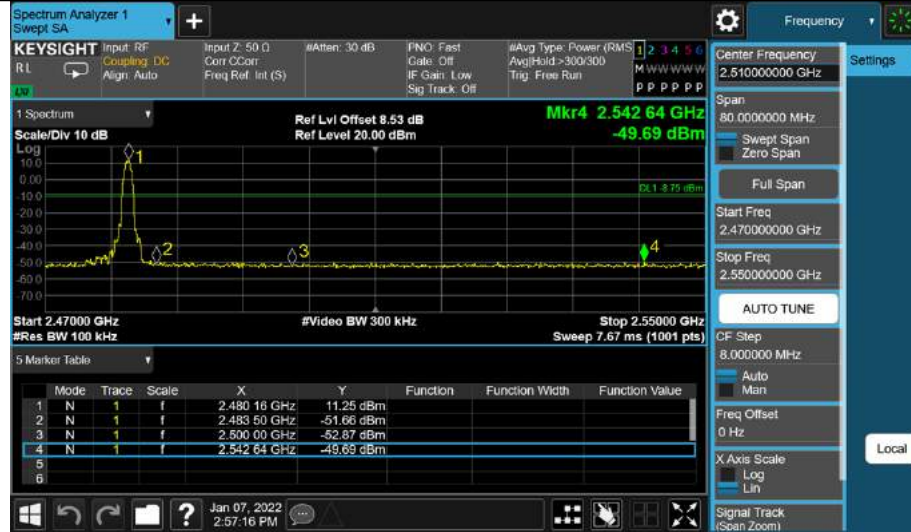 Spectrum Analyzer 1
Swept SA
+
Frequency
KEYSIGHT
RL
Input: RF
Coupling: DC
Align: Auto
Input Z: 50 Ω
Corr CCorr
Freq Ref: Int (S)
#Atten: 30 dB
PNO: Fast
Gate: Off
IF Gain: Low
Sig Track: Off
#Avg Type: Power (RMS
Avg|Hold:>300/300
Trig: Free Run
1 2 3 4 5 6
M W W W W W
P P P P P P
1 Spectrum
Scale/Div 10 dB
Ref Lvl Offset 8.53 dB
Ref Level 20.00 dBm
Mkr4 2.542 64 GHz
-49.69 dBm
Log
10.0
0.00
-10.0
-20.0
-30.0
-40.0
-50.0
-60.0
-70.0
1
2
3
4
DL1 -8.75 dBm
Start 2.47000 GHz
#Res BW 100 kHz
#Video BW 300 kHz
Stop 2.55000 GHz
Sweep 7.67 ms (1001 pts)
5 Marker Table
Mode Trace Scale X Y Function Function Width Function Value
1 N 1 f 2.480 16 GHz 11.25 dBm
2 N 1 f 2.483 50 GHz -51.66 dBm
3 N 1 f 2.500 00 GHz -52.87 dBm
4 N 1 f 2.542 64 GHz -49.69 dBm
5
6
?
Jan 07, 2022
2:57:16 PM
Center Frequency
2.510000000 GHz
Settings
Span
80.0000000 MHz
Swept Span
Zero Span
Full Span
Start Freq
2.470000000 GHz
Stop Freq
2.550000000 GHz
AUTO TUNE
CF Step
8.000000 MHz
Auto
Man
Freq Offset
0 Hz
Local
X Axis Scale
Log
Lin
Signal Track
(Span Zoom)